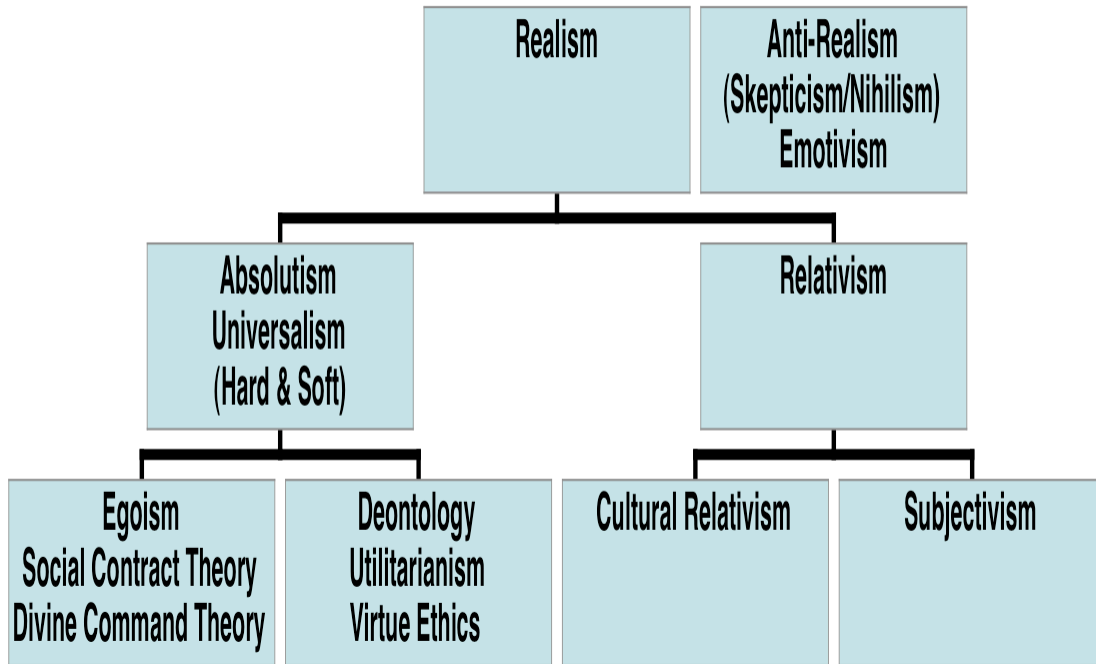 Realism
Anti-Realism
(Skepticism/Nihilism)
Emotivism
Absolutism
Universalism
(Hard & Soft)
Relativism
Egoism
Social Contract Theory
Divine Command Theory
Deontology
Utilitarianism
Virtue Ethics
Cultural Relativism
Subjectivism